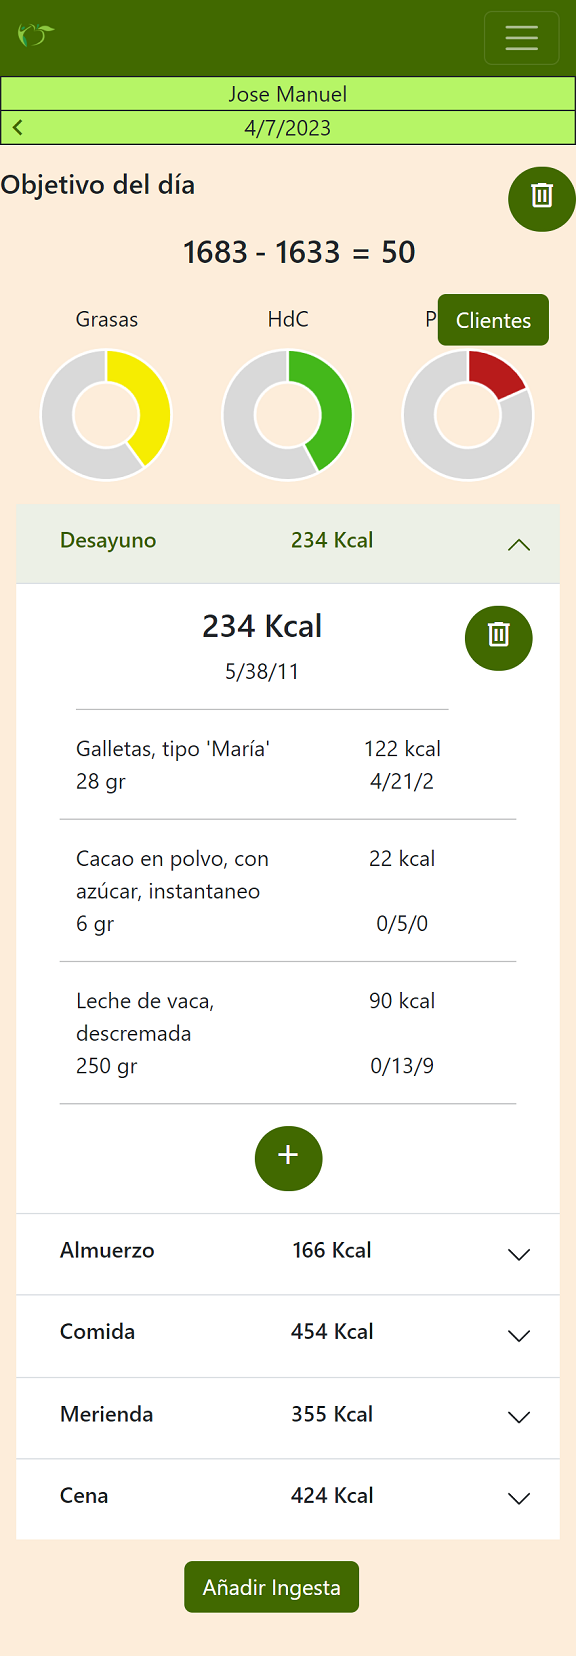 Jose Manuel
4/7/2023
Objetivo del día
1683 - 1633 = 50
Grasas
HdC
P
Clientes
Desayuno 234 Kcal
234 Kcal
5/38/11
Galletas, tipo 'María' 122 kcal
28 gr 4/21/2
Cacao en polvo, con 22 kcal
azúcar, instantaneo
6 gr 0/5/0
Leche de vaca, 90 kcal
descremada
250 gr 0/13/9
+
Almuerzo 166 Kcal
Comida 454 Kcal
Merienda 355 Kcal
Cena 424 Kcal
Añadir Ingesta